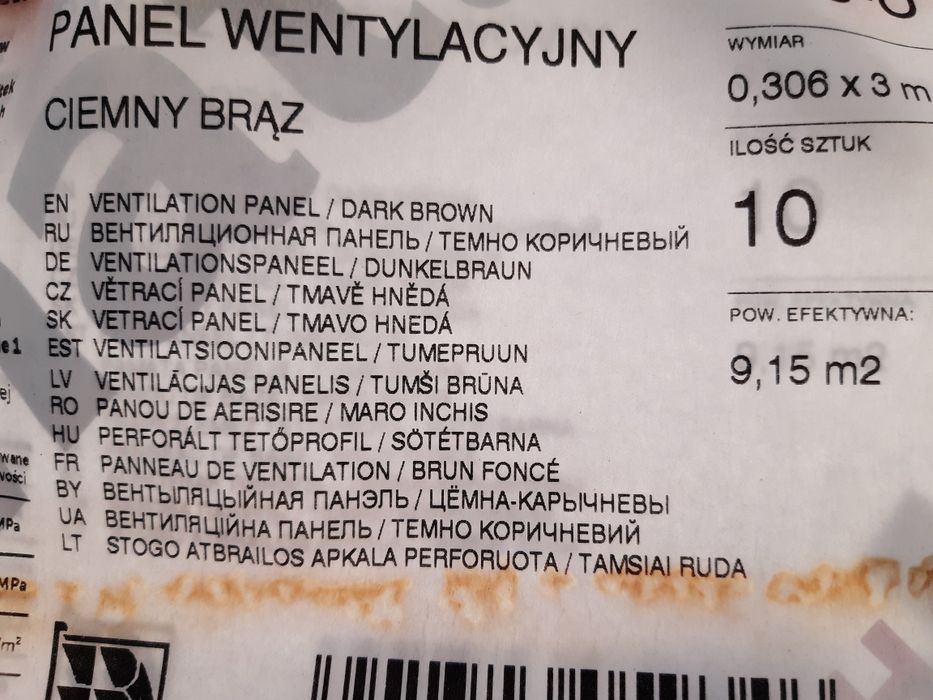 PANEL WENTYLACYJNY
CIEMNY BRĄZ
EN VENTILATION PANEL / DARK BROWN
RU ВЕНТИЛЯЦИОННАЯ ПАНЕЛЬ / ТЕМНО КОРИЧНЕВЫЙ
DE VENTILATIONSPANEEL / DUNKELBRAUN
CZ VĚTRACÍ PANEL / TMAVĚ HNĚDÁ
SK VETRACÍ PANEL / TMAVO HNEDÁ
EST VENTILATSIOONIPANEEL / TUMEPRUUN
LV VENTILĀCIJAS PANELIS / TUMŠI BRŪNA
RO PANOU DE AERISIRE / MARO INCHIS
HU PERFORÁLT TETŐPROFIL / SÖTÉTBARNA
FR PANNEAU DE VENTILATION / BRUN FONCÉ
BY ВЕНТЫЛЯЦЫЙНАЯ ПАНЭЛЬ / ЦЁМНА-КАРЫЧНЕВЫ
UA ВЕНТИЛЯЦІЙНА ПАНЕЛЬ / ТЕМНО КОРИЧНЕВИЙ
LT STOGO ATBRAILOS APKALA PERFORUOTA / TAMSIAI RUDA
WYMIAR
0,306 x 3 m
ILOŚĆ SZTUK
10
POW. EFEKTYWNA:
9,15 m2
MPa
MPa